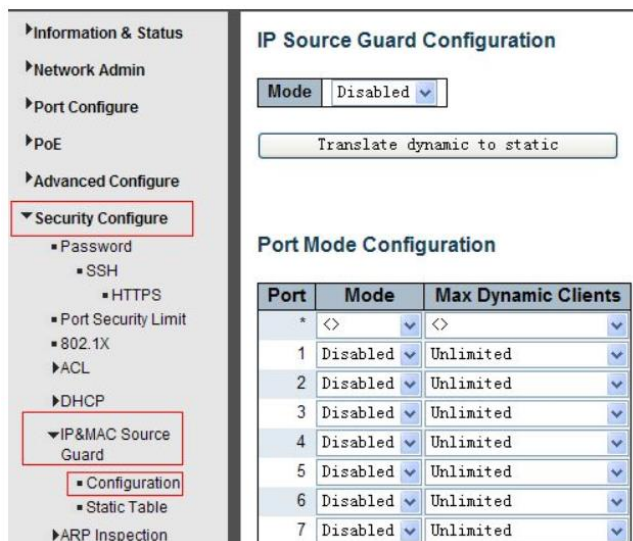 Information & Status
Network Admin
Port Configure
PoE
Advanced Configure
Security Configure
Password
SSH
HTTPS
Port Security Limit
802.1X
ACL
DHCP
IP&MAC Source
Guard
Configuration
Static Table
ARP Inspection
IP Source Guard Configuration
Mode Disabled
Translate dynamic to static
Port Mode Configuration
Port Mode Max Dynamic Clients
* <> <>
1 Disabled Unlimited
2 Disabled Unlimited
3 Disabled Unlimited
4 Disabled Unlimited
5 Disabled Unlimited
6 Disabled Unlimited
7 Disabled Unlimited